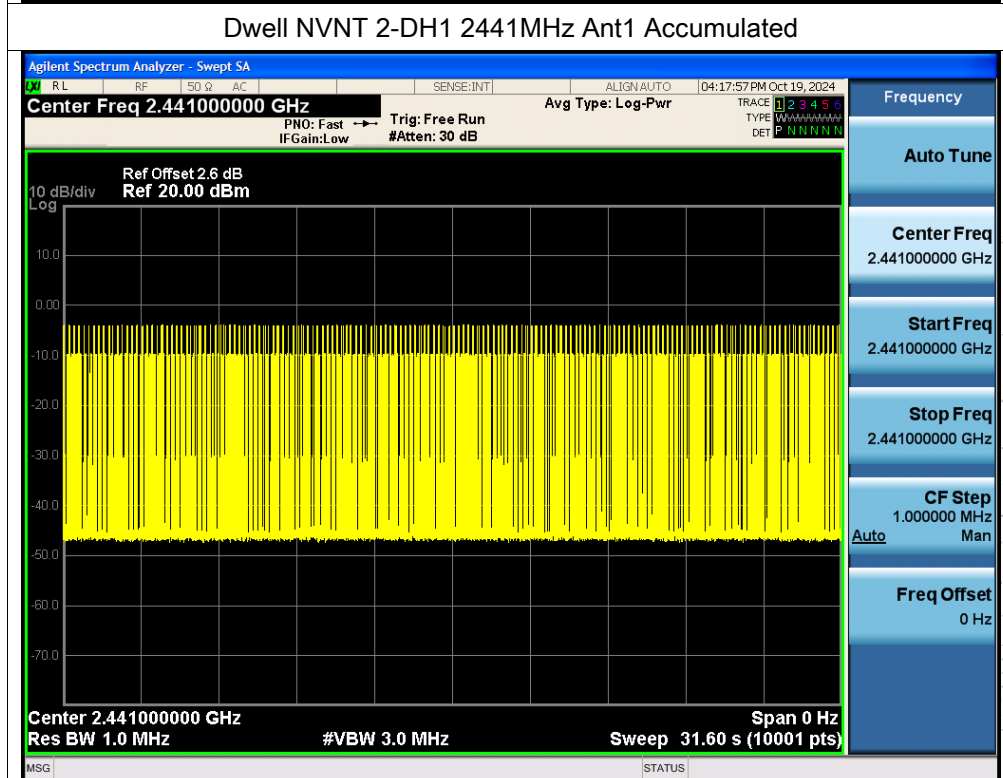 Dwell NVNT 2-DH1 2441MHz Ant1 Accumulated
Agilent Spectrum Analyzer - Swept SA
LXI RL RF 50 Ω AC SENSE:INT ALIGNAUTO 04:17:57 PM Oct 19, 2024
Center Freq 2.441000000 GHz
PNO: Fast
IFGain:Low
Trig: Free Run
#Atten: 30 dB
Avg Type: Log-Pwr
TRACE 1 2 3 4 5 6
TYPE WWWWWW
DET P N N N N N
Ref Offset 2.6 dB
10 dB/div Ref 20.00 dBm
Log
10.0
0.00
-10.0
-20.0
-30.0
-40.0
-50.0
-60.0
-70.0
Center 2.441000000 GHz Span 0 Hz
Res BW 1.0 MHz #VBW 3.0 MHz Sweep 31.60 s (10001 pts)
MSG STATUS
Frequency
Auto Tune
Center Freq
2.441000000 GHz
Start Freq
2.441000000 GHz
Stop Freq
2.441000000 GHz
CF Step
1.000000 MHz
Auto Man
Freq Offset
0 Hz